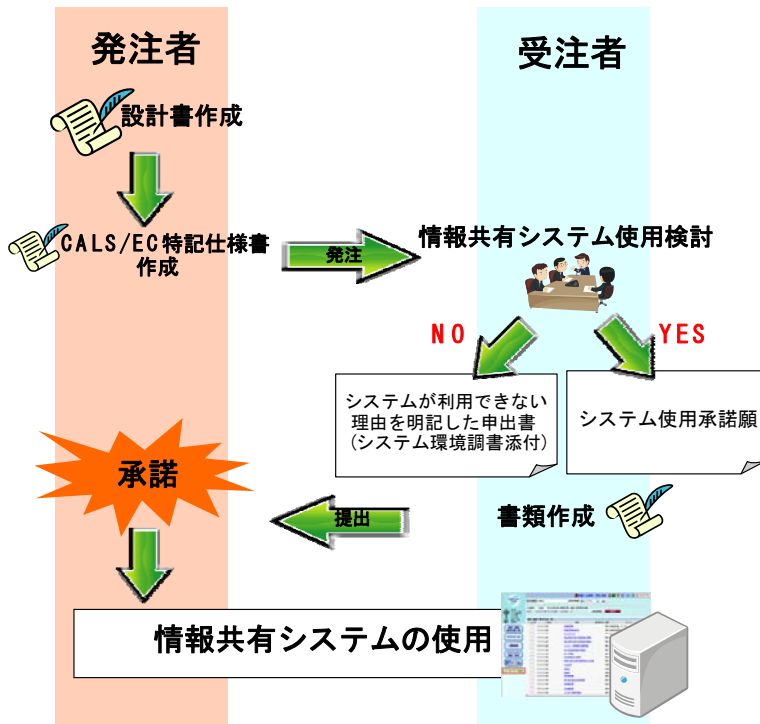 発注者
受注者
設計書作成
CALS/EC特記仕様書
作成
発注
情報共有システム使用検討
NO
YES
システムが利用できない
理由を明記した申出書
(システム環境調書添付)
システム使用承諾願
承諾
提出
書類作成
情報共有システムの使用